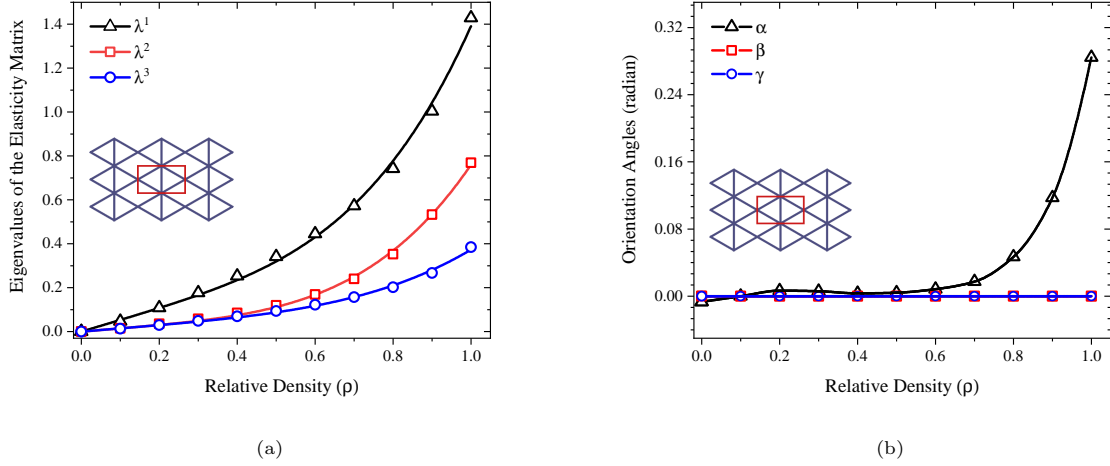 Eigenvalues of the Elasticity Matrix
1.4
1.2
1.0
0.8
0.6
0.4
0.2
0.0
λ¹
λ²
λ³
0.0 0.2 0.4 0.6 0.8 1.0
Relative Density (ρ)
(a)
Orientation Angles (radian)
0.32
0.24
0.16
0.08
0.00
α
β
γ
0.0 0.2 0.4 0.6 0.8 1.0
Relative Density (ρ)
(b)